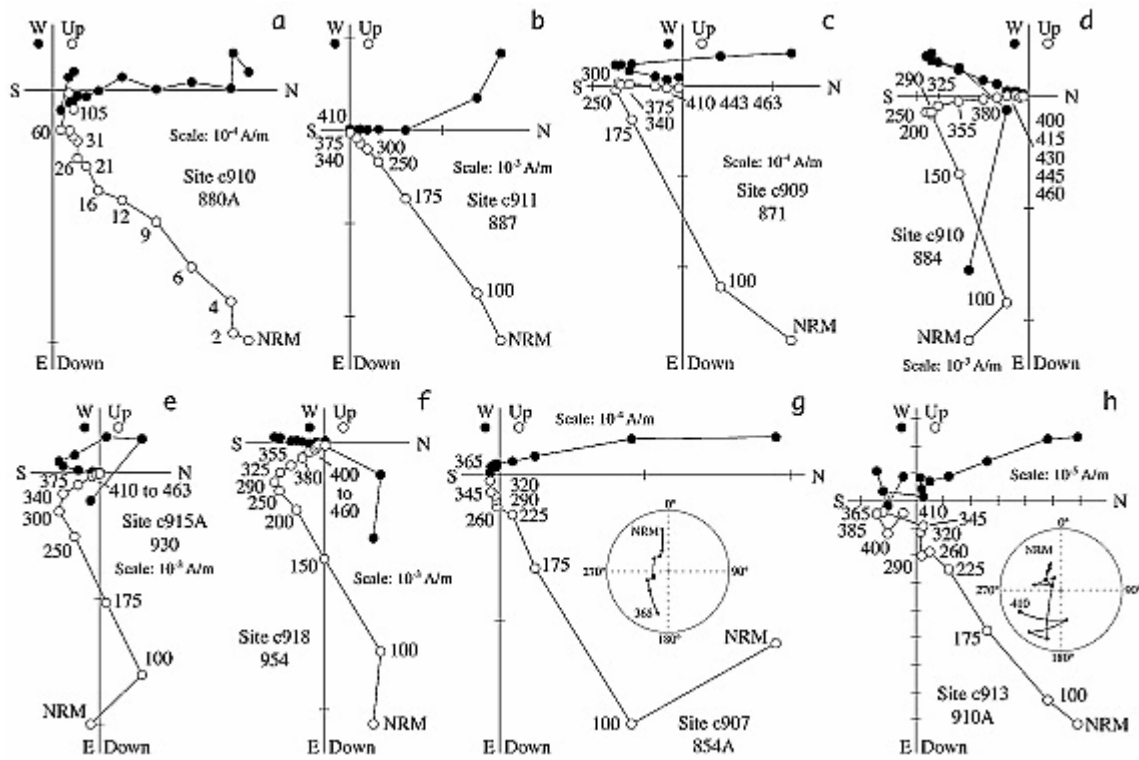 a
W Up
S N
105
60
31
26 21
16
12
9
6
4
2
NRM
Scale: 10⁻⁴ A/m
Site c910
880A
E Down
b
W Up
410
N
375 300
340 250
Scale: 10⁻³ A/m
175
Site c911
887
100
NRM
E Down
c
W Up
300
S N
250 375 410 443 463
340
175
Scale: 10⁻⁴ A/m
Site c909
871
100
NRM
E Down
d
W Up
290 325
S N
250 380 400
200 355 415
430
150 445
460
Site c910
884
100
NRM
Scale: 10⁻³ A/m
E Down
e
W Up
S 375 N
340 410 to 463
300
Site c915A
250 930
Scale: 10⁻³ A/m
175
100
NRM
E Down
f
W Up
S 355 N
325 380 400
290 to
250 460
200
150
Scale: 10⁻³ A/m
Site c918
954
100
NRM
E Down
g
W Up
Scale: 10⁻⁴ A/m
365
S N
345 320
290
260 225
0°
NRM
175
270° 90°
365
180°
NRM
100
Site c907
854A
E Down
h
W Up
Scale: 10⁻⁵ A/m
S N
365 410 345
385 320
400 260
290 225
0°
NRM
270° 90°
410
175
180°
Site c913 100
910A
NRM
E Down